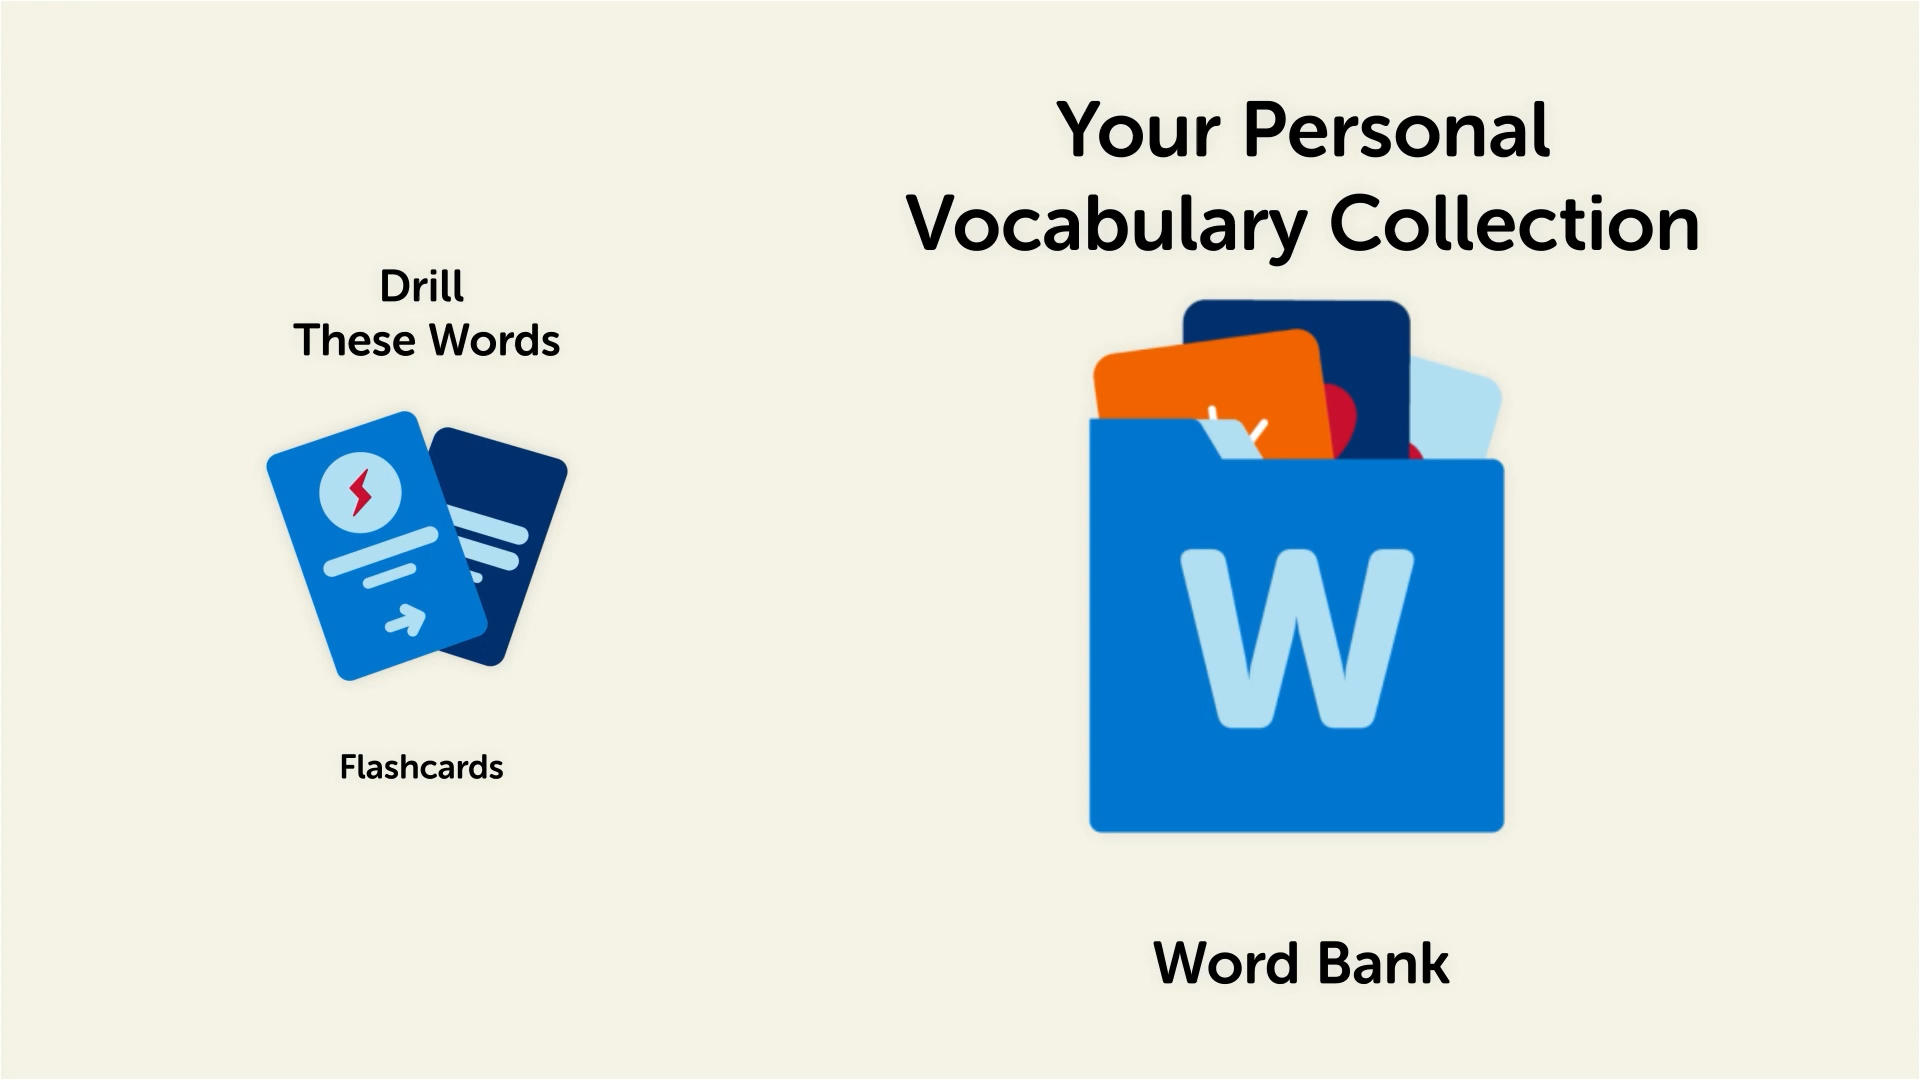 Drill
These Words
Flashcards
Your Personal
Vocabulary Collection
W
Word Bank